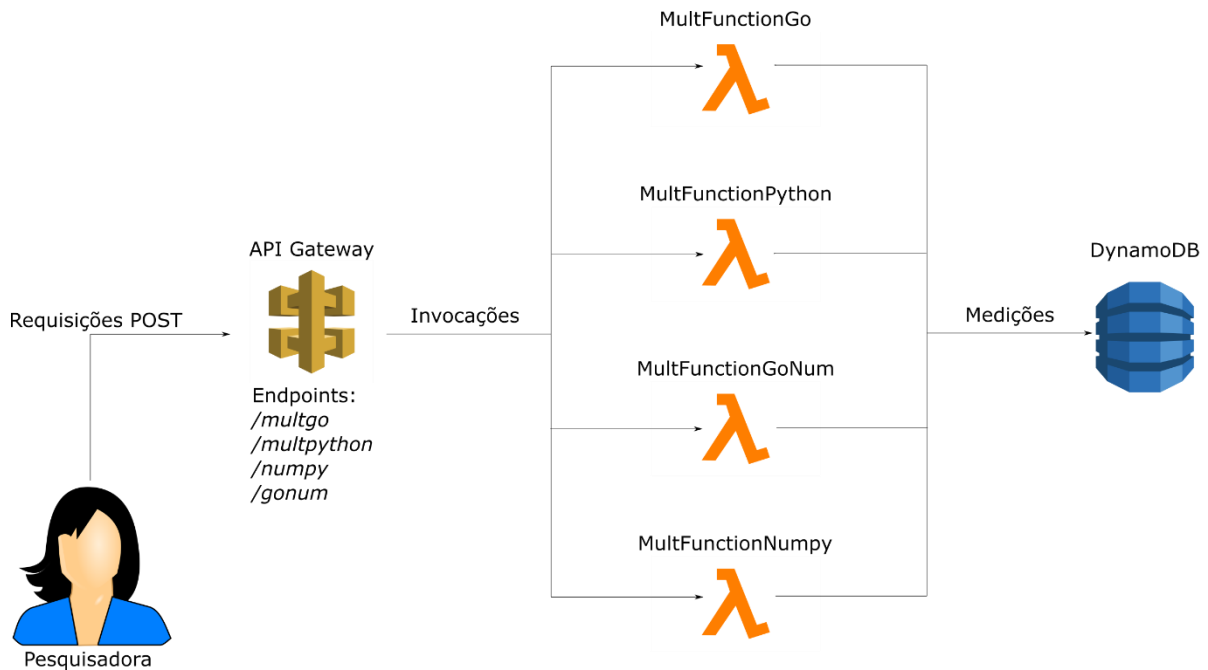 MultFunctionGo
MultFunctionPython
API Gateway
DynamoDB
Requisições POST
Invocações
Medições
MultFunctionGoNum
Endpoints:
/multgo
/multpython
/numpy
/gonum
MultFunctionNumpy
Pesquisadora